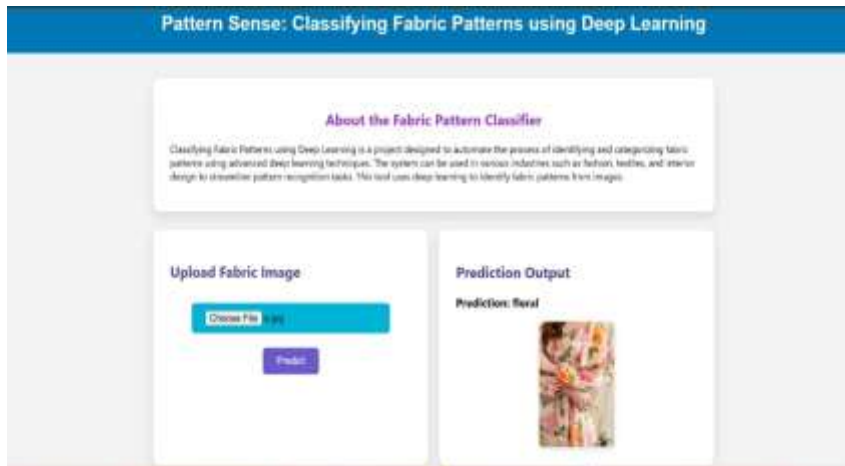 Pattern Sense: Classifying Fabric Patterns using Deep Learning
About the Fabric Pattern Classifier
Classifying Fabric Patterns using Deep Learning is a project designed to automate the process of identifying and categorizing fabric
patterns using advanced deep learning techniques. The system can be used in various industries such as fashion, textiles, and interior
design to streamline pattern recognition tasks. This tool uses deep learning to identify fabric patterns from images.
Upload Fabric Image
Choose File
Predict
Prediction Output
Prediction: floral